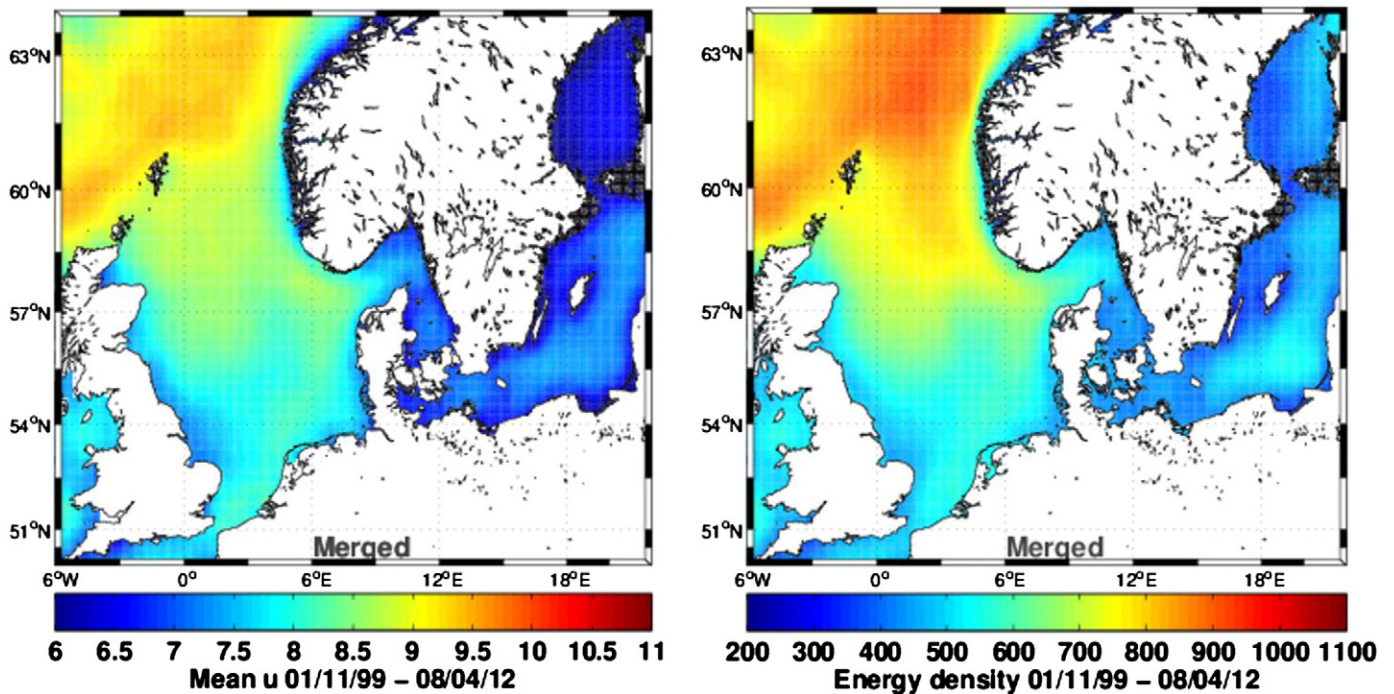 63°N
60°N
57°N
54°N
51°N
Merged
6°W 0° 6°E 12°E 18°E
6 6.5 7 7.5 8 8.5 9 9.5 10 10.5 11
Mean u 01/11/99 – 08/04/12
63°N
60°N
57°N
54°N
51°N
Merged
6°W 0° 6°E 12°E 18°E
200 300 400 500 600 700 800 900 1000 1100
Energy density 01/11/99 – 08/04/12